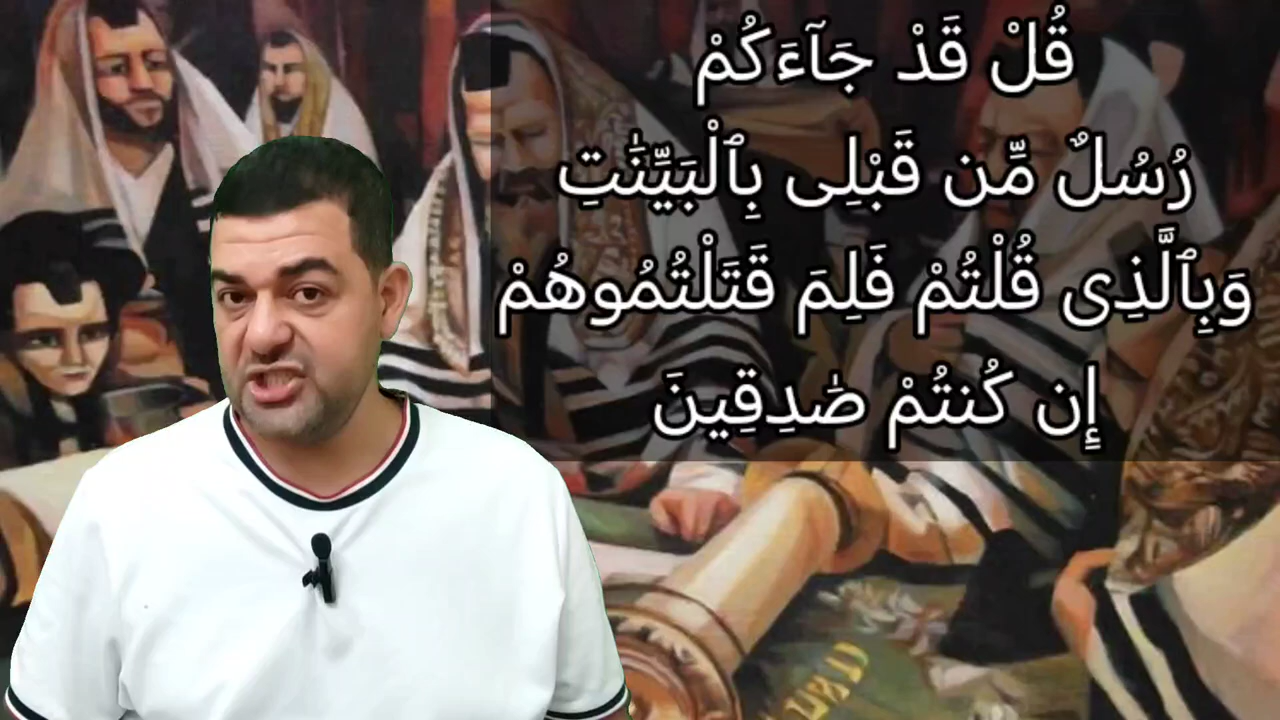 قُلْ قَدْ جَآءَكُمْ
رُسُلٌ مِّن قَبْلِى بِٱلْبَيِّنَٰتِ
وَبِٱلَّذِى قُلْتُمْ فَلِمَ قَتَلْتُمُوهُمْ
إِن كُنتُمْ صَٰدِقِينَ